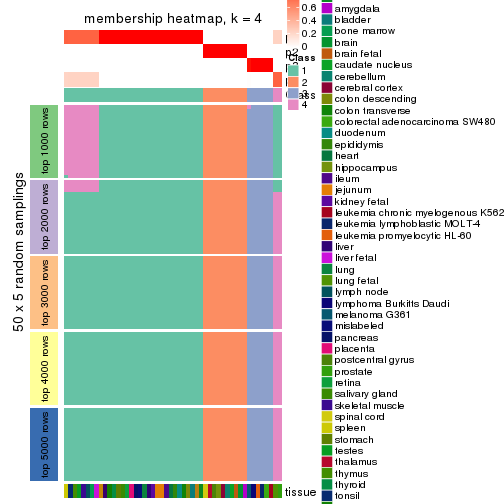 membership heatmap, k = 4
50 x 5 random samplings
top 1000 rows
top 2000 rows
top 3000 rows
top 4000 rows
top 5000 rows
0.6
0.4
0.2
0
Class
1
2
3
4
tissue
amygdala
bladder
bone marrow
brain
brain fetal
caudate nucleus
cerebellum
cerebral cortex
colon descending
colon transverse
colorectal adenocarcinoma SW480
duodenum
epididymis
heart
hippocampus
ileum
jejunum
kidney fetal
leukemia chronic myelogenous K562
leukemia lymphoblastic MOLT-4
leukemia promyelocytic HL-60
liver
liver fetal
lung
lung fetal
lymph node
lymphoma Burkitts Daudi
melanoma G361
mislabeled
pancreas
placenta
postcentral gyrus
prostate
retina
salivary gland
skeletal muscle
spinal cord
spleen
stomach
testes
thalamus
thymus
thyroid
tonsil